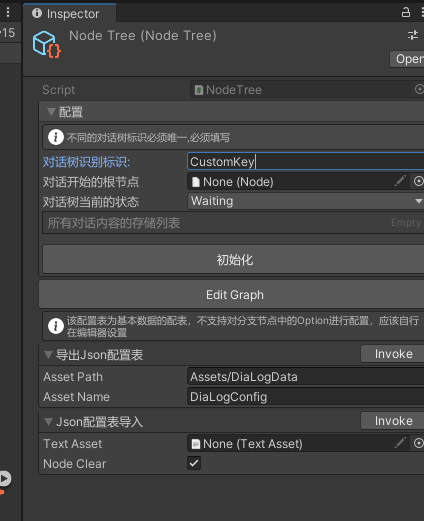 15
Inspector
Node Tree (Node Tree)
Open
Script
NodeTree
配置
不同的对话树标识必须唯一,必须填写
对话树识别标识:
CustomKey
对话开始的根节点
None (Node)
对话树当前的状态
Waiting
所有对话内容的存储列表
Empty
初始化
Edit Graph
该配置表为基本数据的配表，不支持对分支节点中的Option进行配置，应该自行
在编辑器设置
导出Json配置表
Invoke
Asset Path
Assets/DiaLogData
Asset Name
DiaLogConfig
Json配置表导入
Invoke
Text Asset
None (Text Asset)
Node Clear